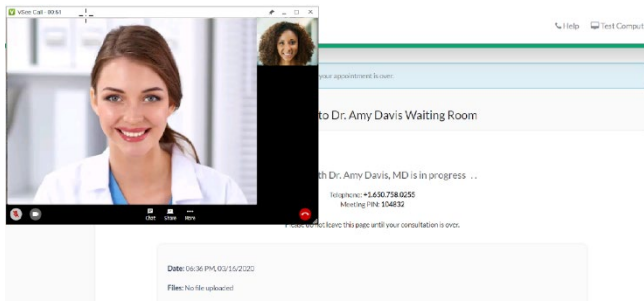 VSee Call - 00:53
Help Test Comput
your appointment is over
to Dr. Amy Davis Waiting Room
th Dr. Amy Davis, MD is in progress . .
Telephone: +1.650.758.0255
Meeting PIN: 104832
Please do not leave this page until your consultation is over.
Chat Share More
Date: 06:36 PM, 03/16/2020
Files: No file uploaded